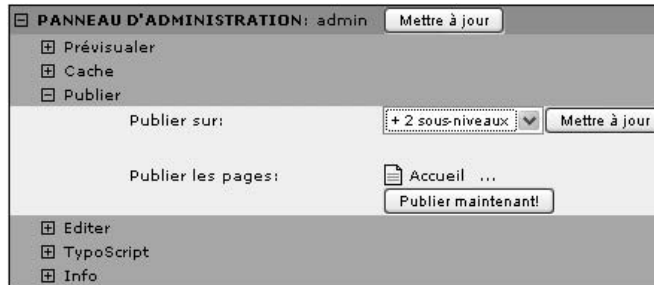 PANNEAU D'ADMINISTRATION: admin Mettre à jour
Prévisualer
Cache
Publier
Publier sur: + 2 sous-niveaux Mettre à jour
Publier les pages: Accueil ...
Publier maintenant!
Editer
TypoScript
Info